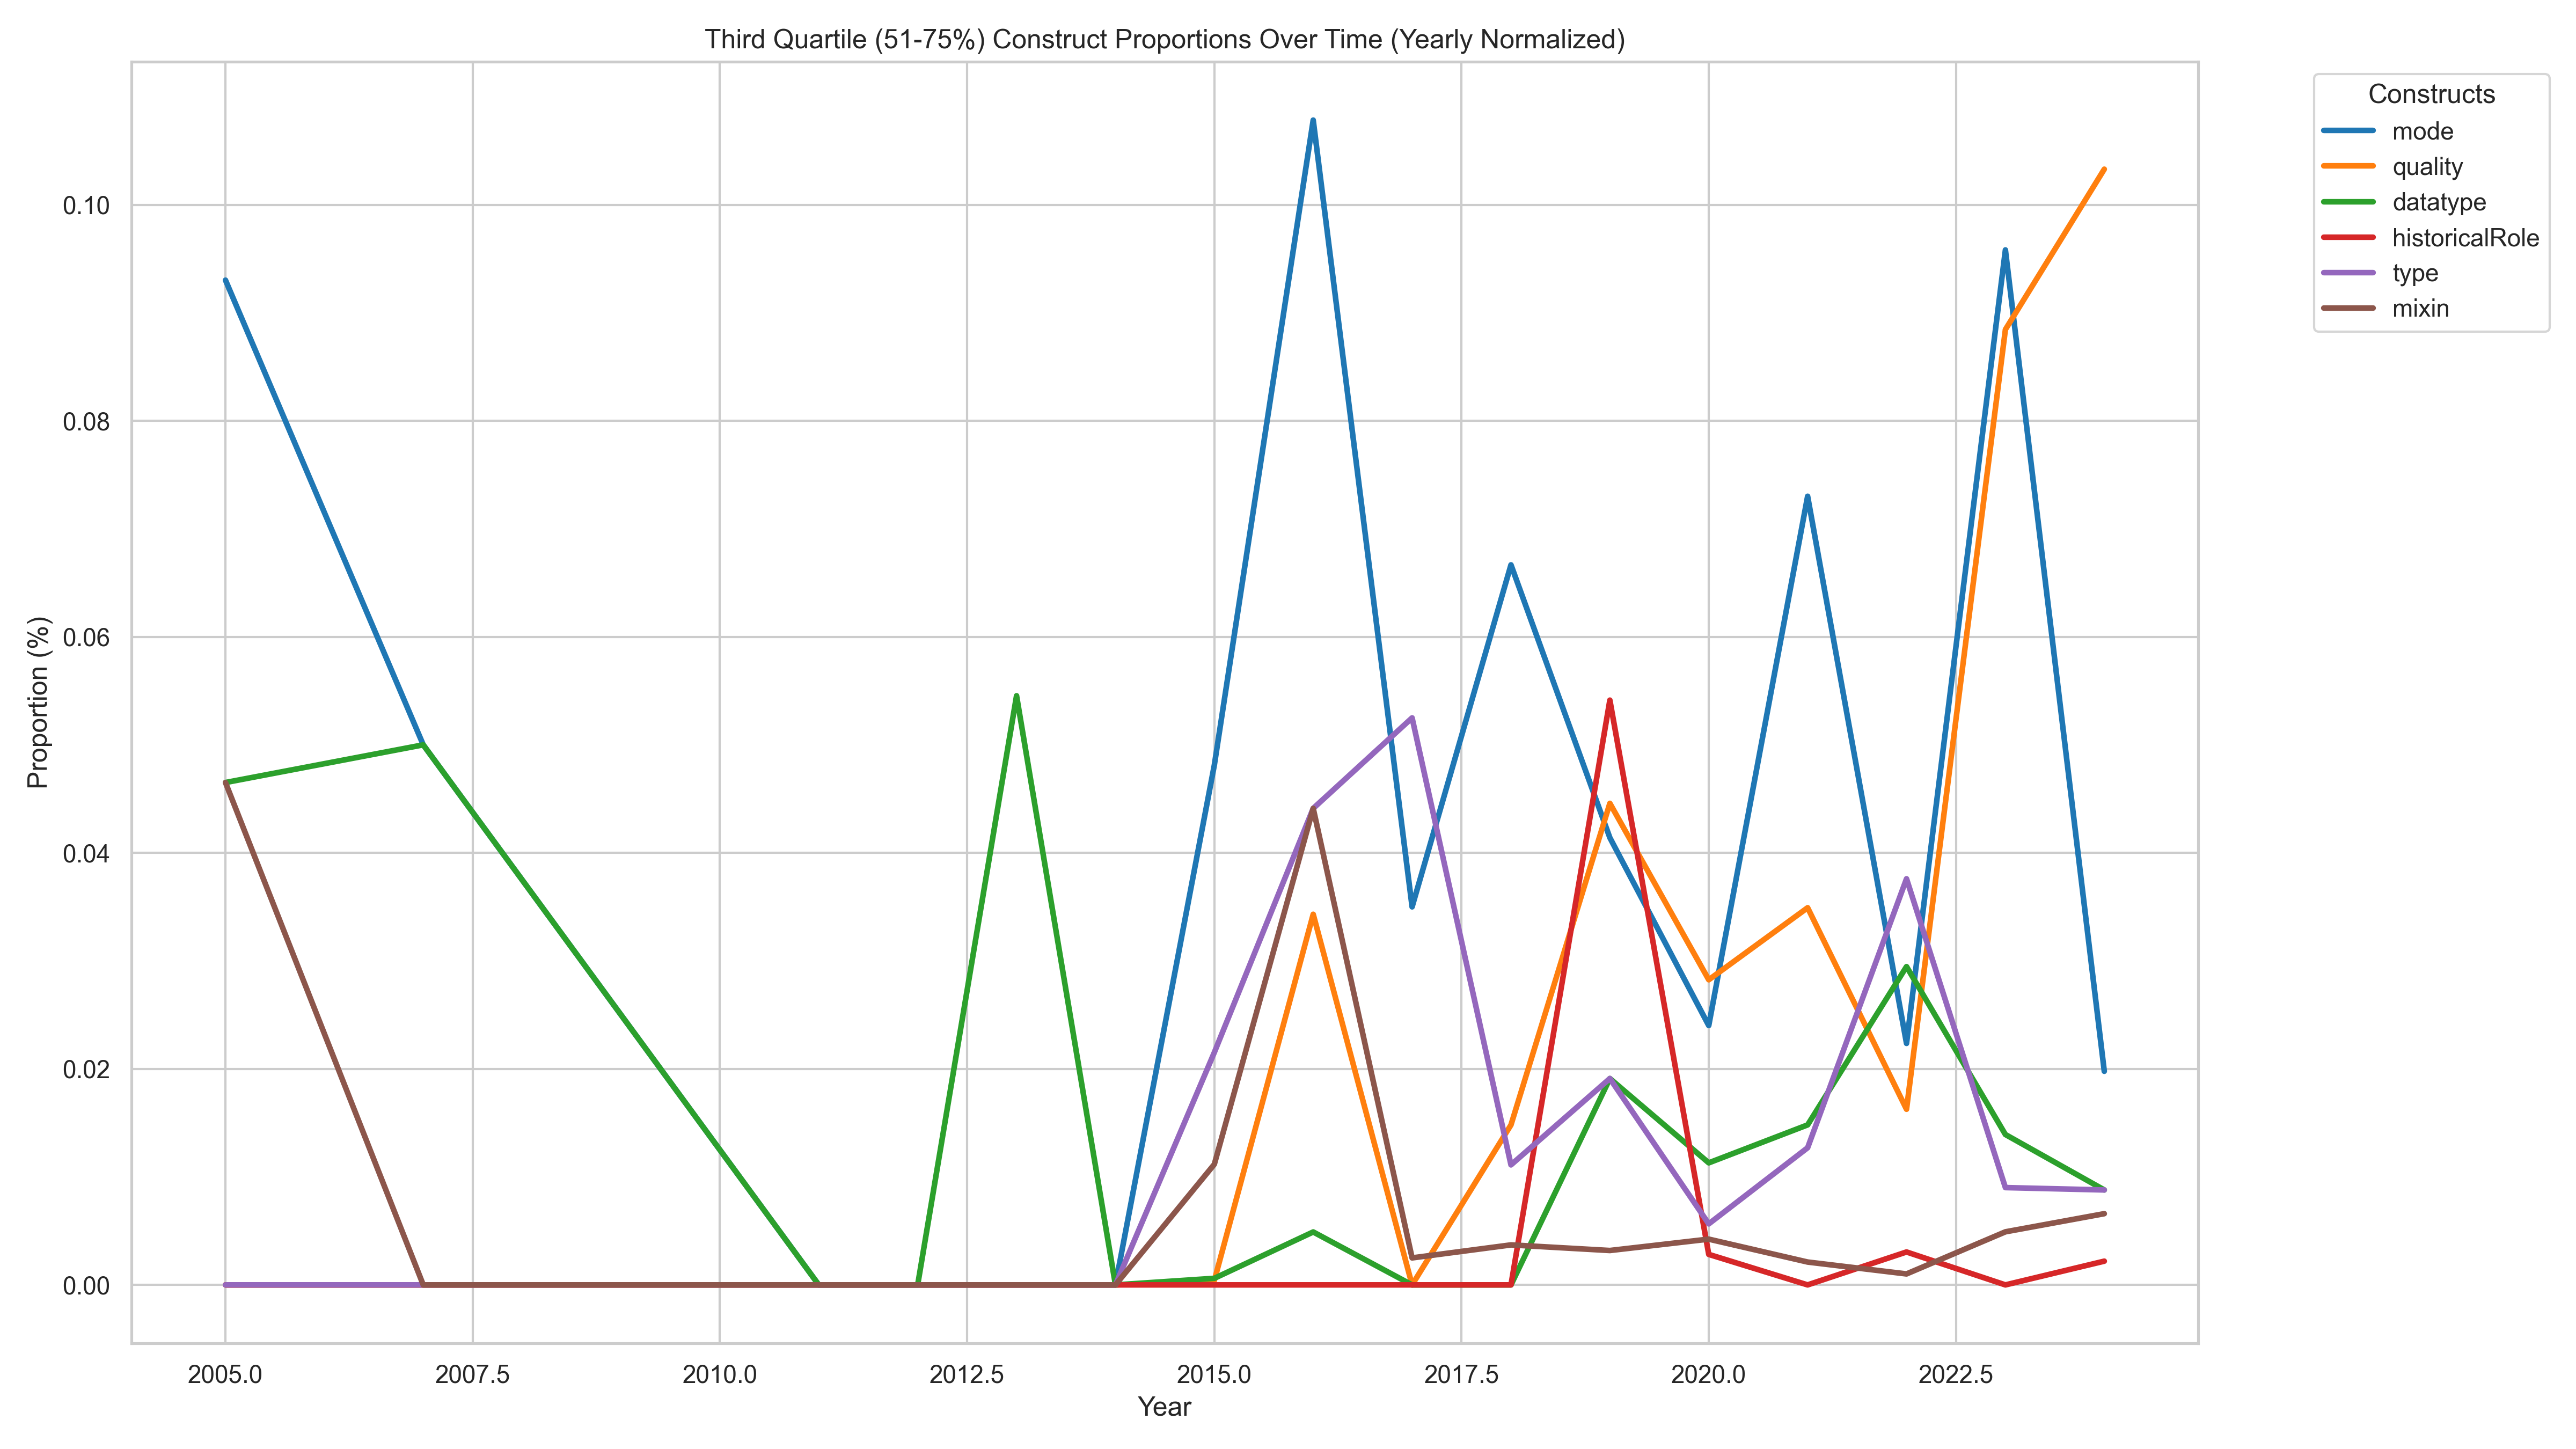 Third Quartile (51-75%) Construct Proportions Over Time (Yearly Normalized)
Constructs
mode
quality
datatype
historicalRole
type
mixin
Proportion (%)
0.10
0.08
0.06
0.04
0.02
0.00
2005.0 2007.5 2010.0 2012.5 2015.0 2017.5 2020.0 2022.5
Year